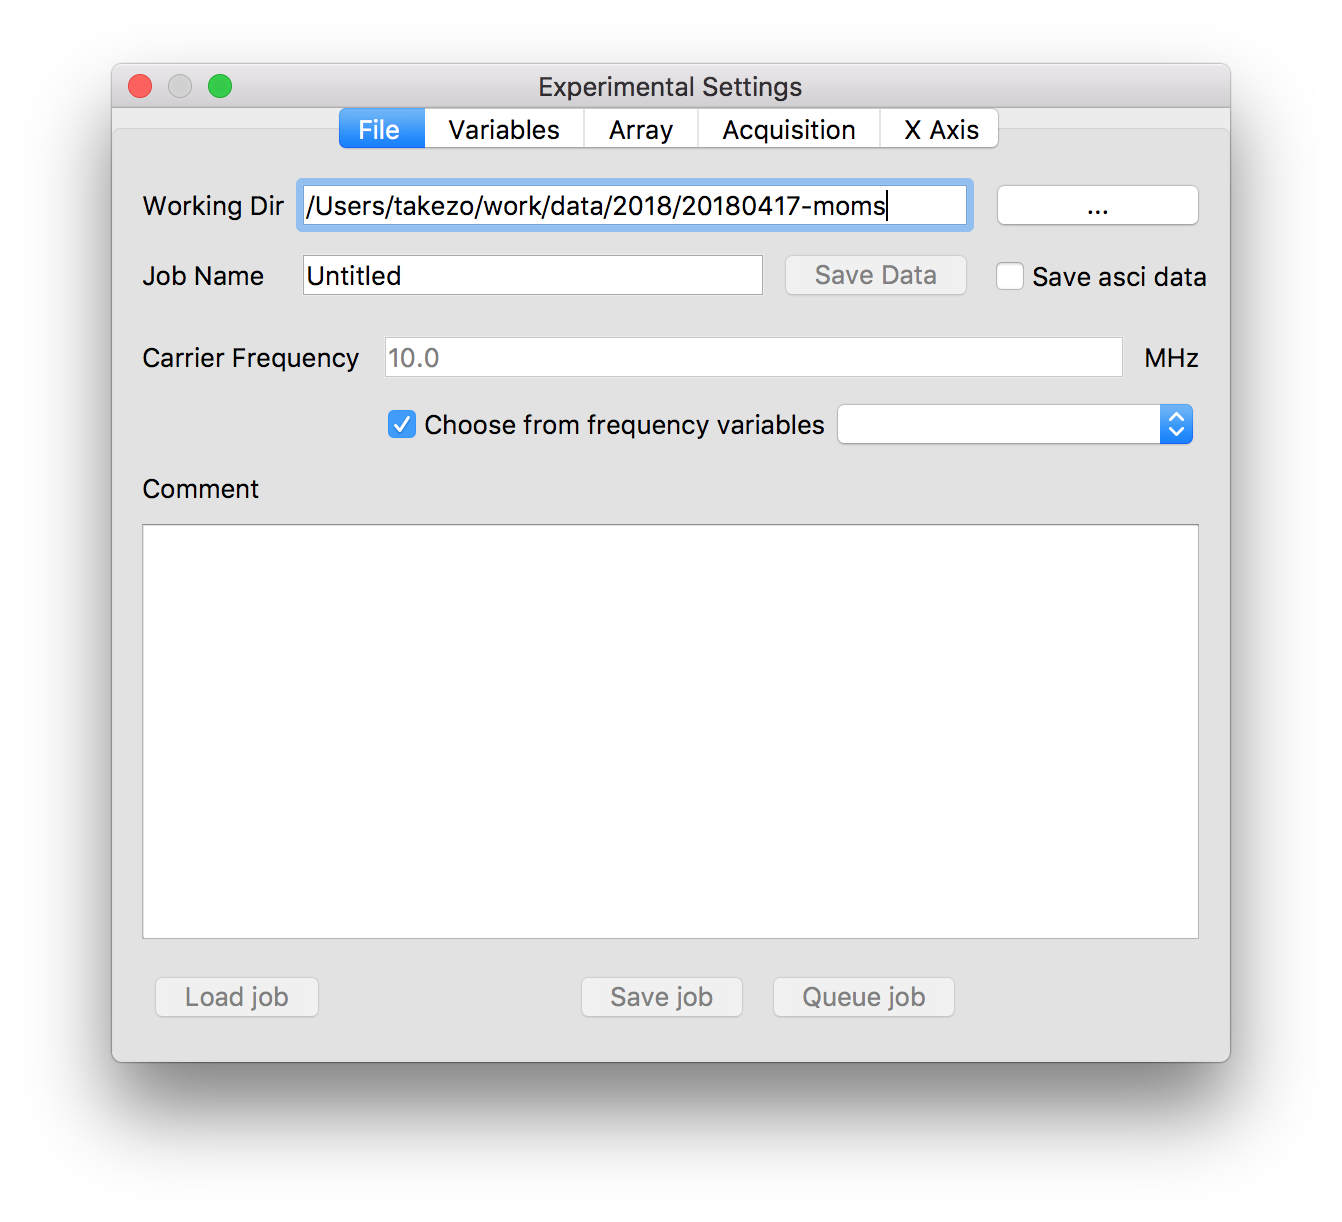 Experimental Settings
File Variables Array Acquisition X Axis
Working Dir /Users/takezo/work/data/2018/20180417-moms ...
Job Name Untitled Save Data Save asci data
Carrier Frequency 10.0 MHz
Choose from frequency variables
Comment
Load job Save job Queue job